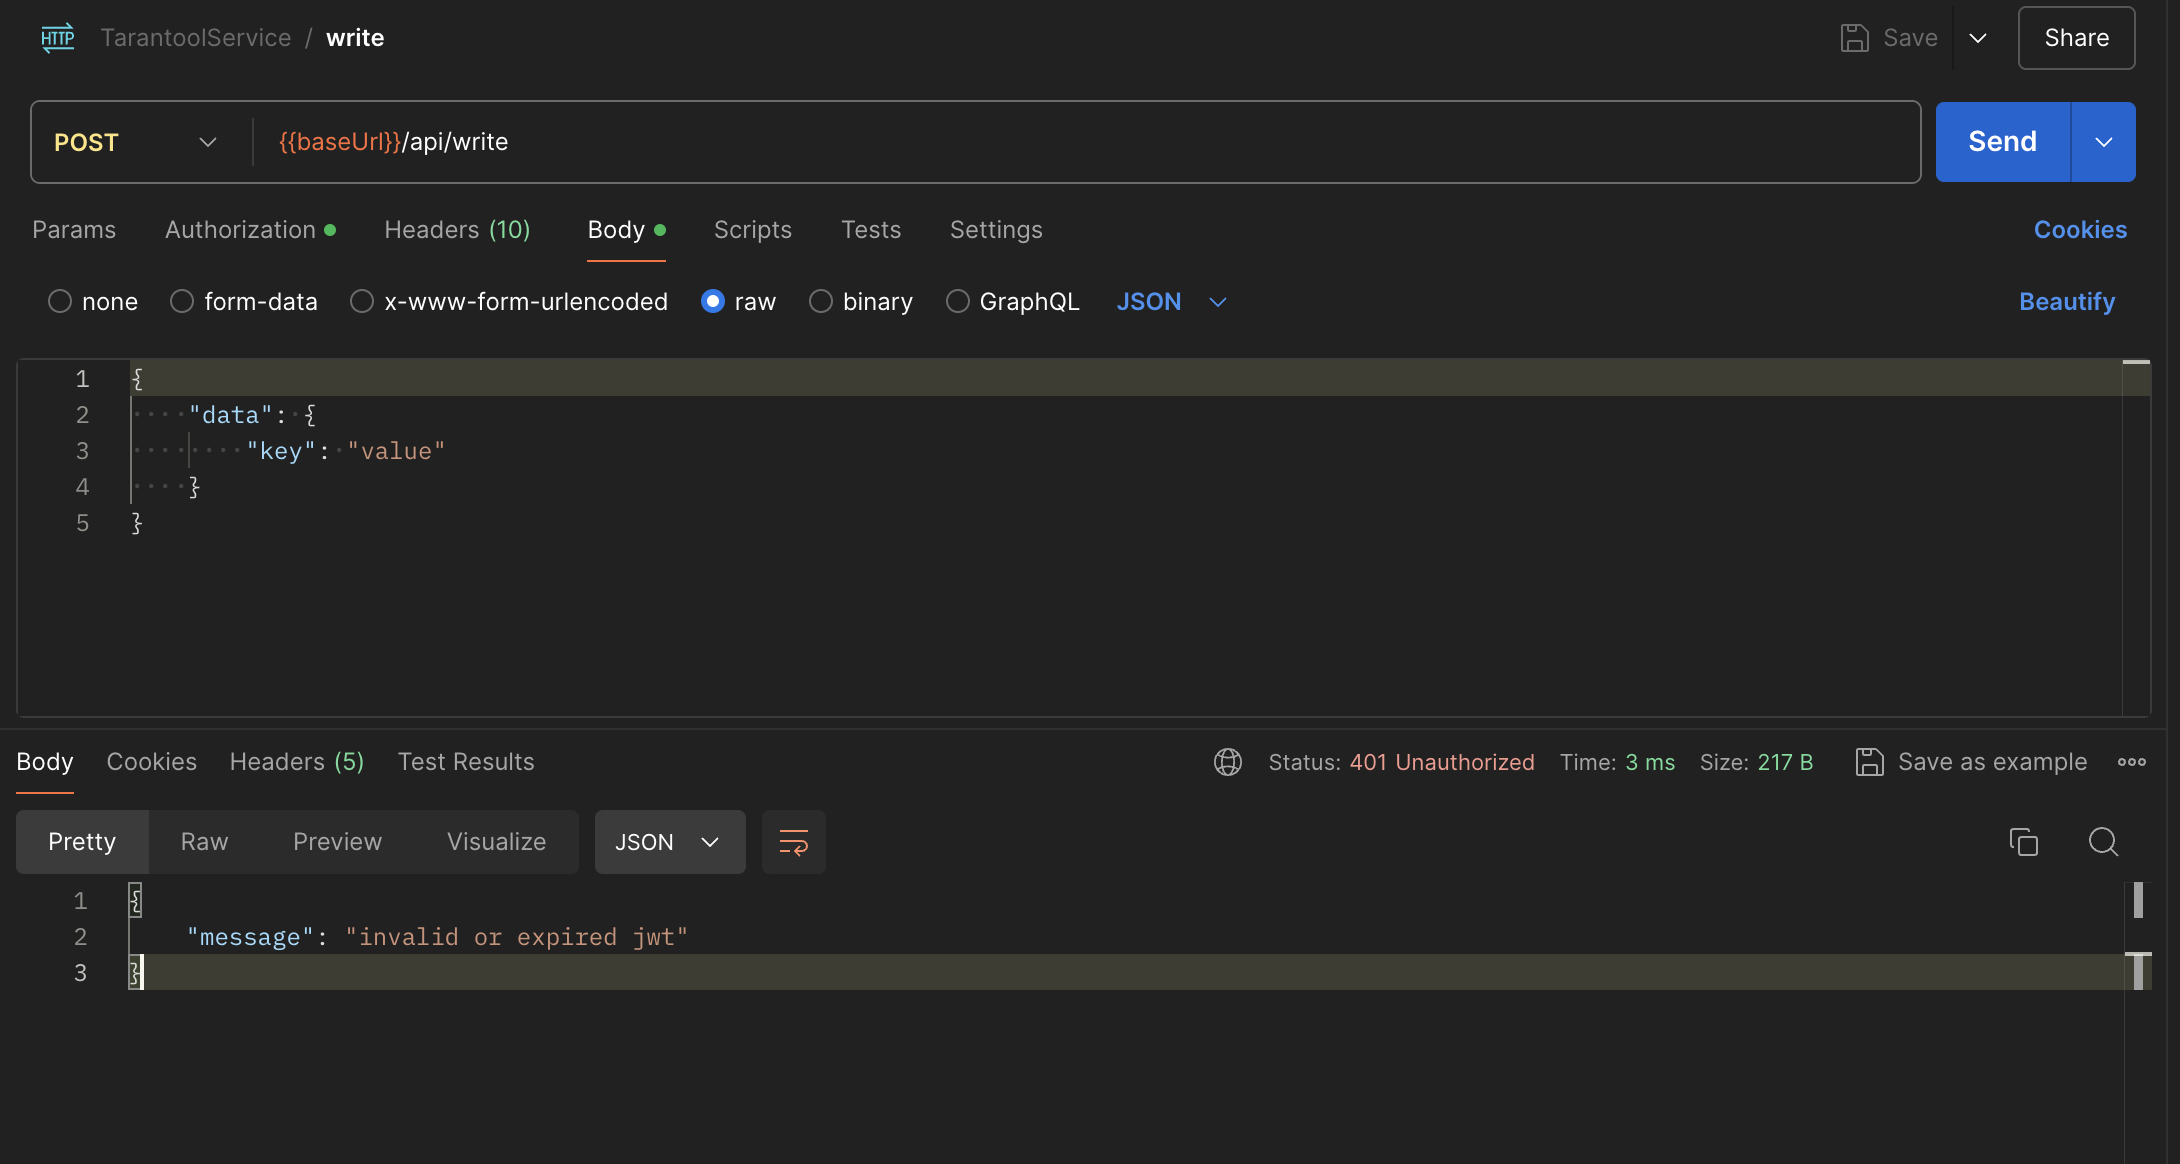 HTTP TarantoolService / write Save Share
POST {{baseUrl}}/api/write Send
Params Authorization Headers (10) Body Scripts Tests Settings Cookies
none form-data x-www-form-urlencoded raw binary GraphQL JSON Beautify
1 {
2 "data": {
3 "key": "value"
4 }
5 }
Body Cookies Headers (5) Test Results Status: 401 Unauthorized Time: 3 ms Size: 217 B Save as example
Pretty Raw Preview Visualize JSON
1 {
2 "message": "invalid or expired jwt"
3 }